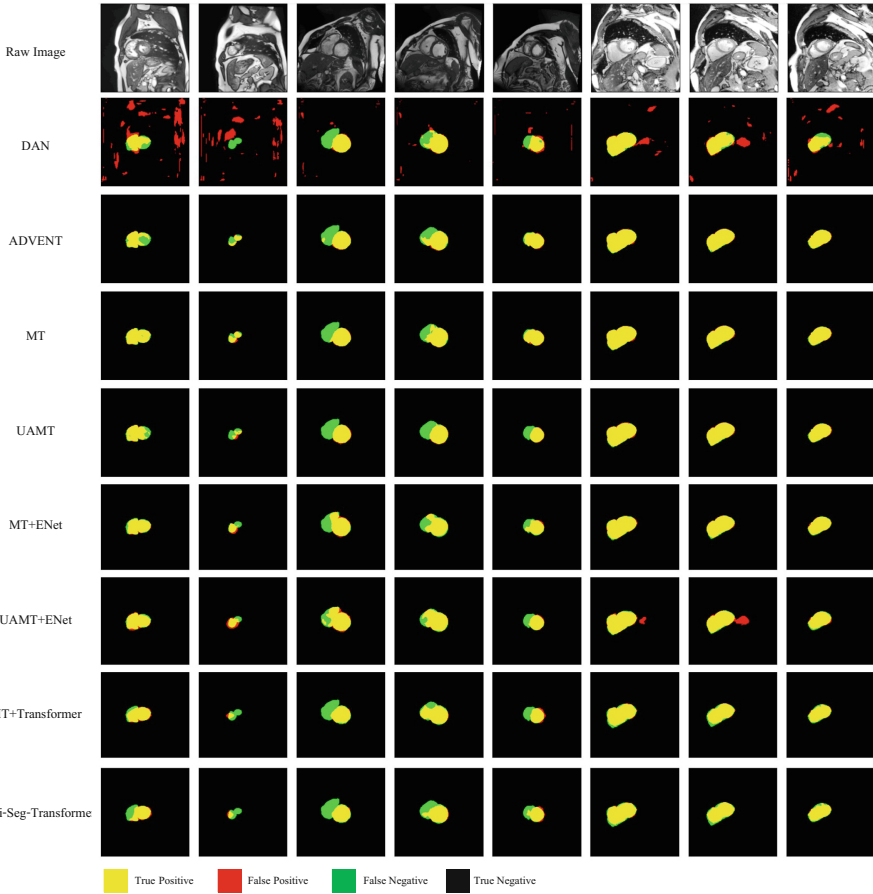 Raw Image
DAN
ADVENT
MT
UAMT
MT+ENet
UAMT+ENet
T+Transformer
i-Seg-Transforme
True Positive False Positive False Negative True Negative